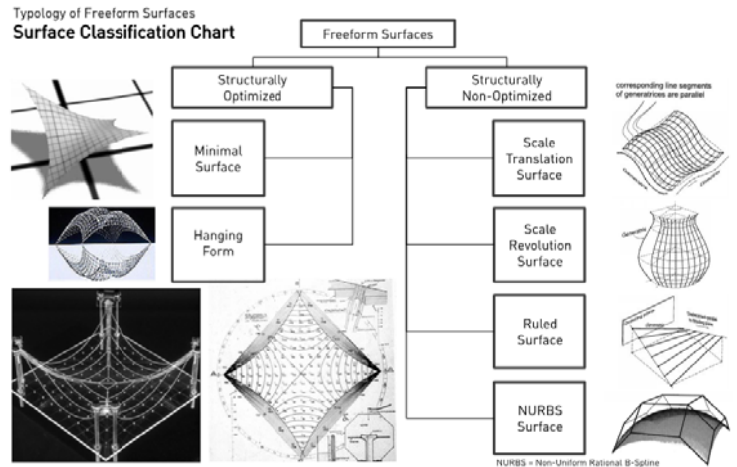 Typology of Freeform Surfaces
Surface Classification Chart
Freeform Surfaces
Structurally
Optimized
Structurally
Non-Optimized
Minimal
Surface
Hanging
Form
Scale
Translation
Surface
Scale
Revolution
Surface
Ruled
Surface
NURBS
Surface
corresponding line segments
of generatrices are parallel
Generatrix
NURBS = Non-Uniform Rational B-Spline